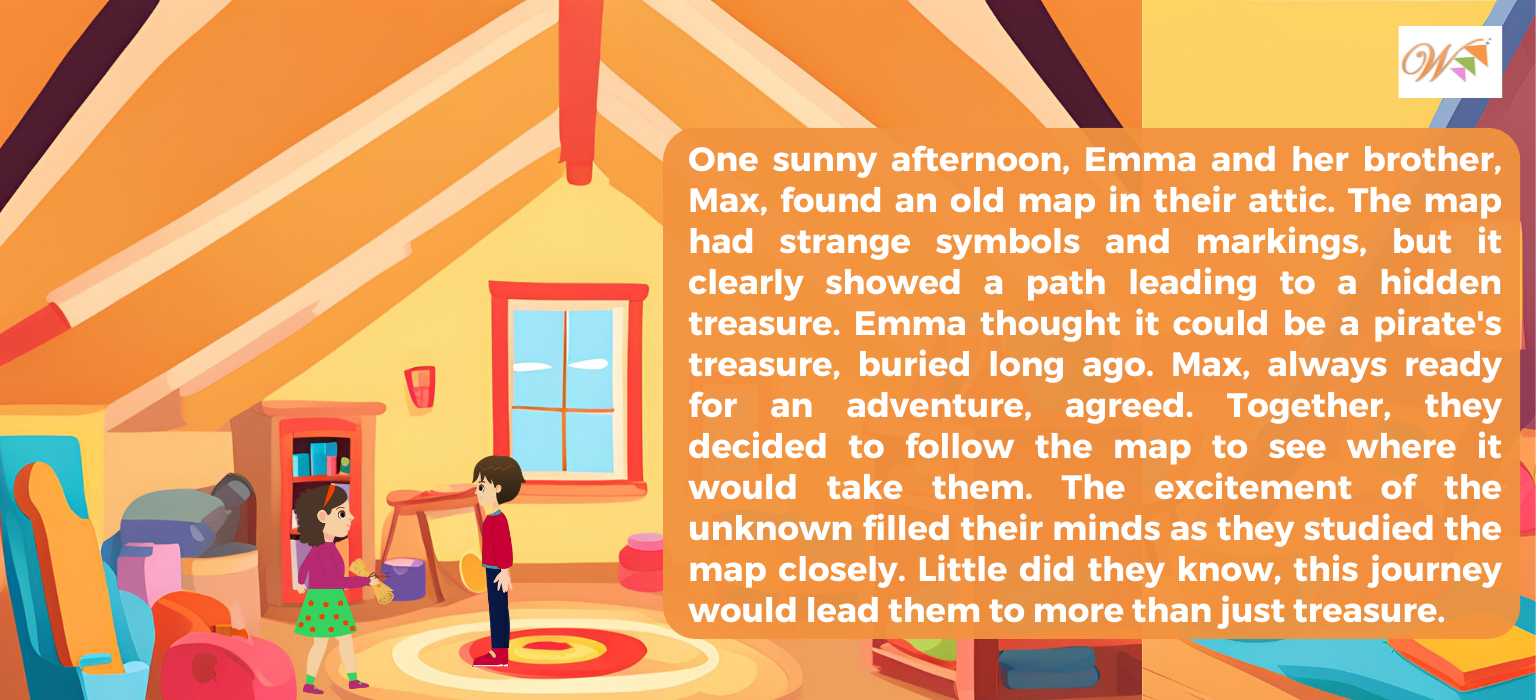 W
One sunny afternoon, Emma and her brother,
Max, found an old map in their attic. The map
had strange symbols and markings, but it
clearly showed a path leading to a hidden
treasure. Emma thought it could be a pirate's
treasure, buried long ago. Max, always ready
for an adventure, agreed. Together, they
decided to follow the map to see where it
would take them. The excitement of the
unknown filled their minds as they studied the
map closely. Little did they know, this journey
would lead them to more than just treasure.